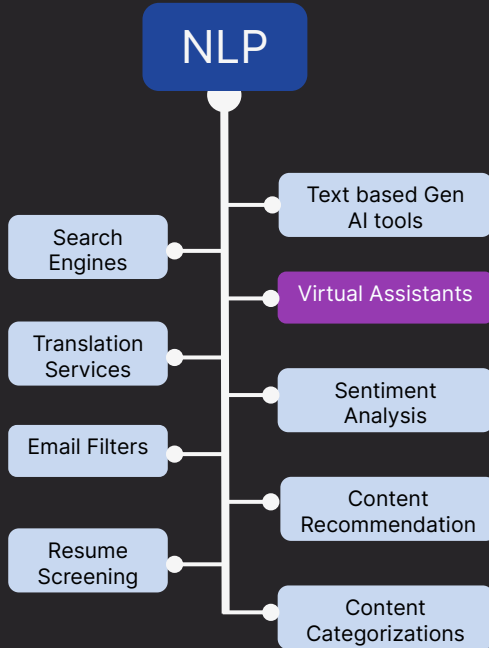 NLP
Text based Gen
AI tools
Search
Engines
Virtual Assistants
Translation
Services
Sentiment
Analysis
Email Filters
Content
Recommendation
Resume
Screening
Content
Categorizations